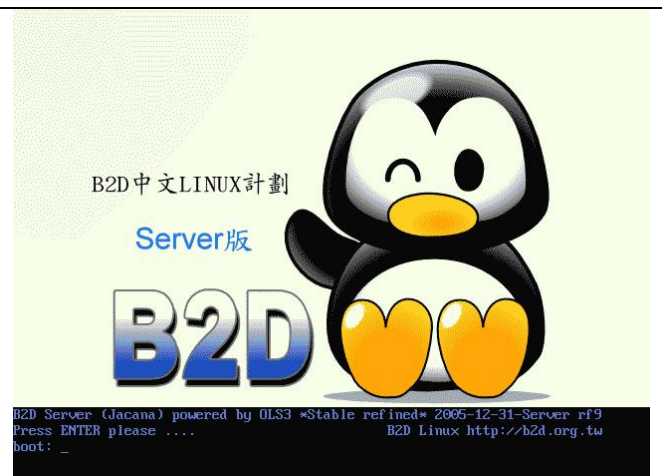 B2D中文LINUX計劃
Server版
B2D
B2D Server (Jacana) powered by OLS3 *Stable refined* 2005-12-31-Server rf9
Press ENTER please .... B2D Linux http://b2d.org.tw
boot: _